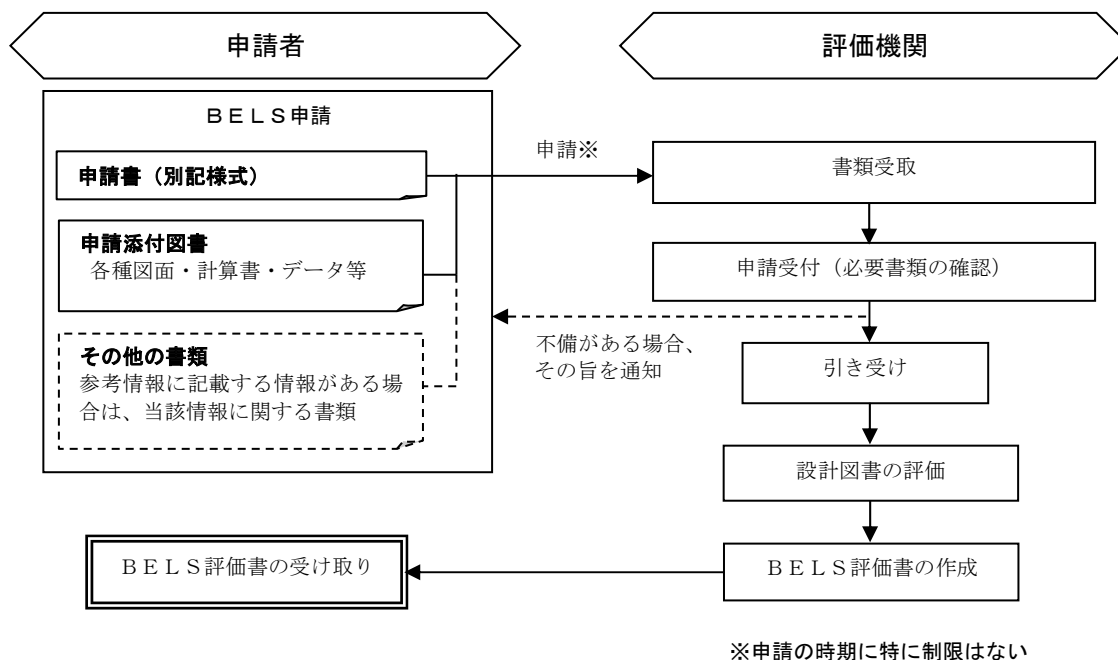 申請者
評価機関
ＢＥＬＳ申請
申請書（別記様式）
申請添付図書
各種図面・計算書・データ等
その他の書類
参考情報に記載する情報がある場
合は、当該情報に関する書類
申請※
書類受取
申請受付（必要書類の確認）
不備がある場合、
その旨を通知
引き受け
設計図書の評価
ＢＥＬＳ評価書の作成
ＢＥＬＳ評価書の受け取り
※申請の時期に特に制限はない